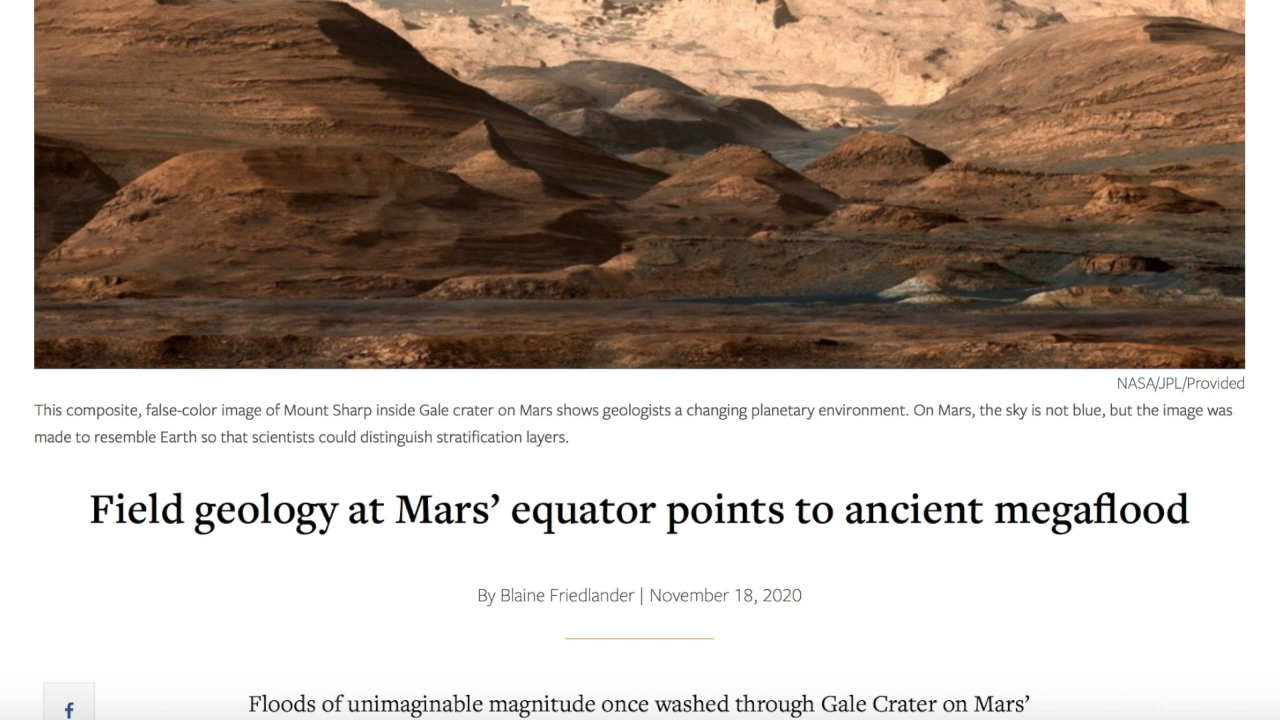 NASA/JPL/Provided
This composite, false-color image of Mount Sharp inside Gale crater on Mars shows geologists a changing planetary environment. On Mars, the sky is not blue, but the image was
made to resemble Earth so that scientists could distinguish stratification layers.
Field geology at Mars’ equator points to ancient megaflood
By Blaine Friedlander | November 18, 2020
f
Floods of unimaginable magnitude once washed through Gale Crater on Mars’